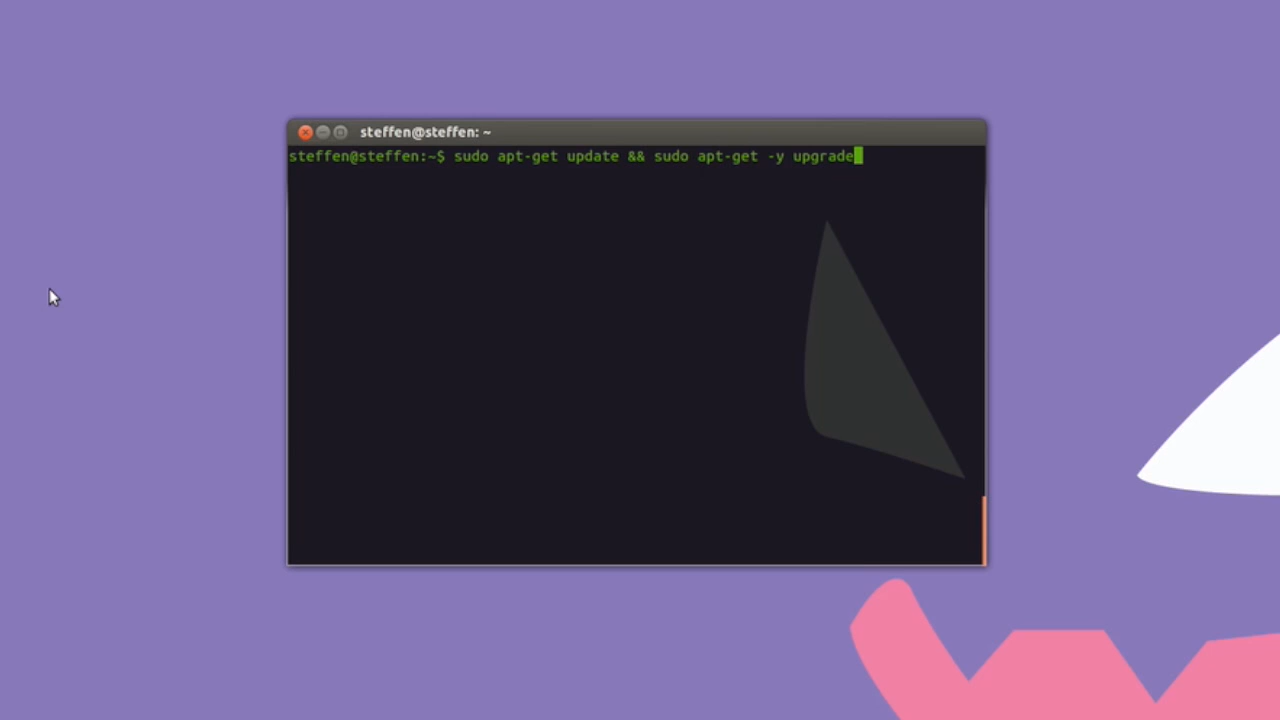 steffen@steffen: ~
steffen@steffen:~$ sudo apt-get update && sudo apt-get -y upgrade